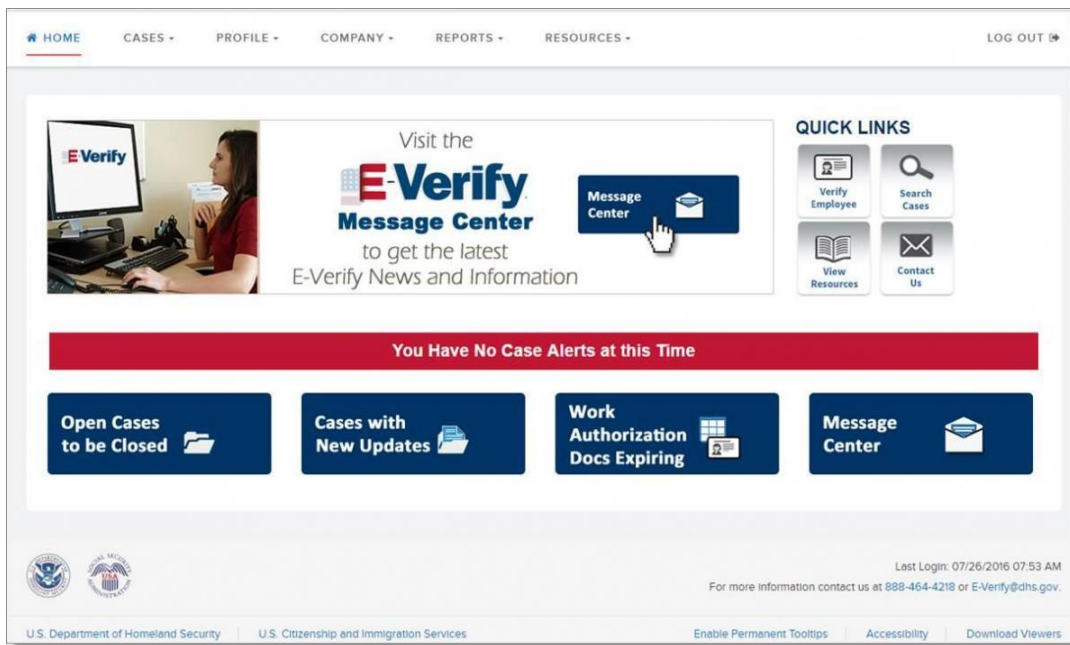 HOME CASES PROFILE COMPANY REPORTS RESOURCES LOG OUT
E-Verify
Visit the
E-Verify
Message Center
to get the latest
E-Verify News and Information
Message
Center
QUICK LINKS
Verify
Employee
Search
Cases
View
Resources
Contact
Us
You Have No Case Alerts at this Time
Open Cases
to be Closed
Cases with
New Updates
Work
Authorization
Docs Expiring
Message
Center
USA
Last Login: 07/26/2016 07:53 AM
For more information contact us at 888-464-4218 or E-Verify@dhs.gov.
U.S. Department of Homeland Security U.S. Citizenship and Immigration Services Enable Permanent Tooltips Accessibility Download Viewers